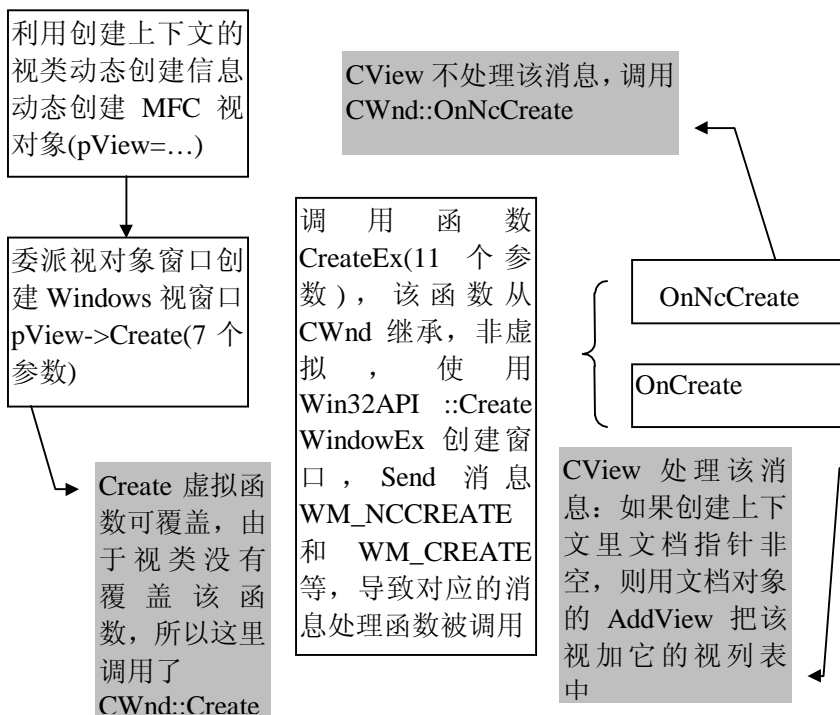 利用创建上下文的
视类动态创建信息
动态创建 MFC 视
对象(pView=…)
CView 不处理该消息，调用
CWnd::OnNcCreate
委派视对象窗口创
建 Windows 视窗口
pView->Create(7 个
参数)
调用函数
CreateEx(11 个参
数)，该函数从
CWnd 继承，非虚
拟，使用
Win32API ::Create
WindowEx 创建窗
口，Send 消息
WM_NCCREATE
和 WM_CREATE
等，导致对应的消
息处理函数被调用
OnNcCreate
OnCreate
Create 虚拟函
数可覆盖，由
于视类没有
覆盖该函
数，所以这里
调用了
CWnd::Create
CView 处理该消
息：如果创建上下
文里文档指针非
空，则用文档对象
的 AddView 把该
视加它的视列表
中